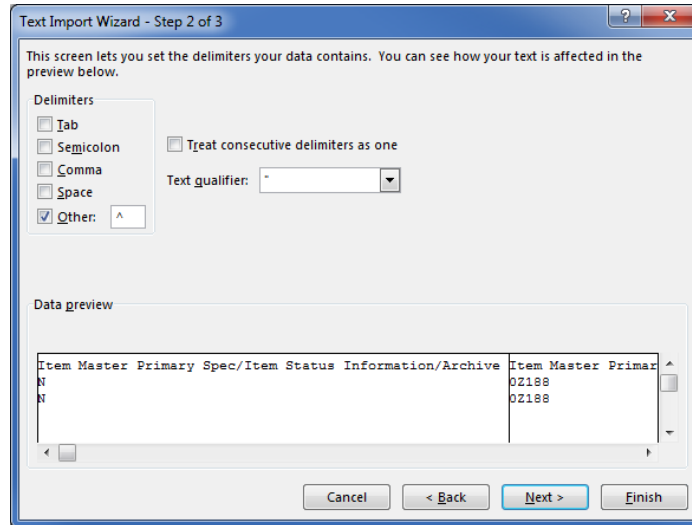 Text Import Wizard - Step 2 of 3
This screen lets you set the delimiters your data contains. You can see how your text is affected in the
preview below.
Delimiters
Tab
Semicolon
Comma
Space
Other: ^
Treat consecutive delimiters as one
Text qualifier: "
Data preview
Item Master Primary Spec/Item Status Information/Archive Item Master Primar
N 0Z188
N 0Z188
Cancel < Back Next > Finish